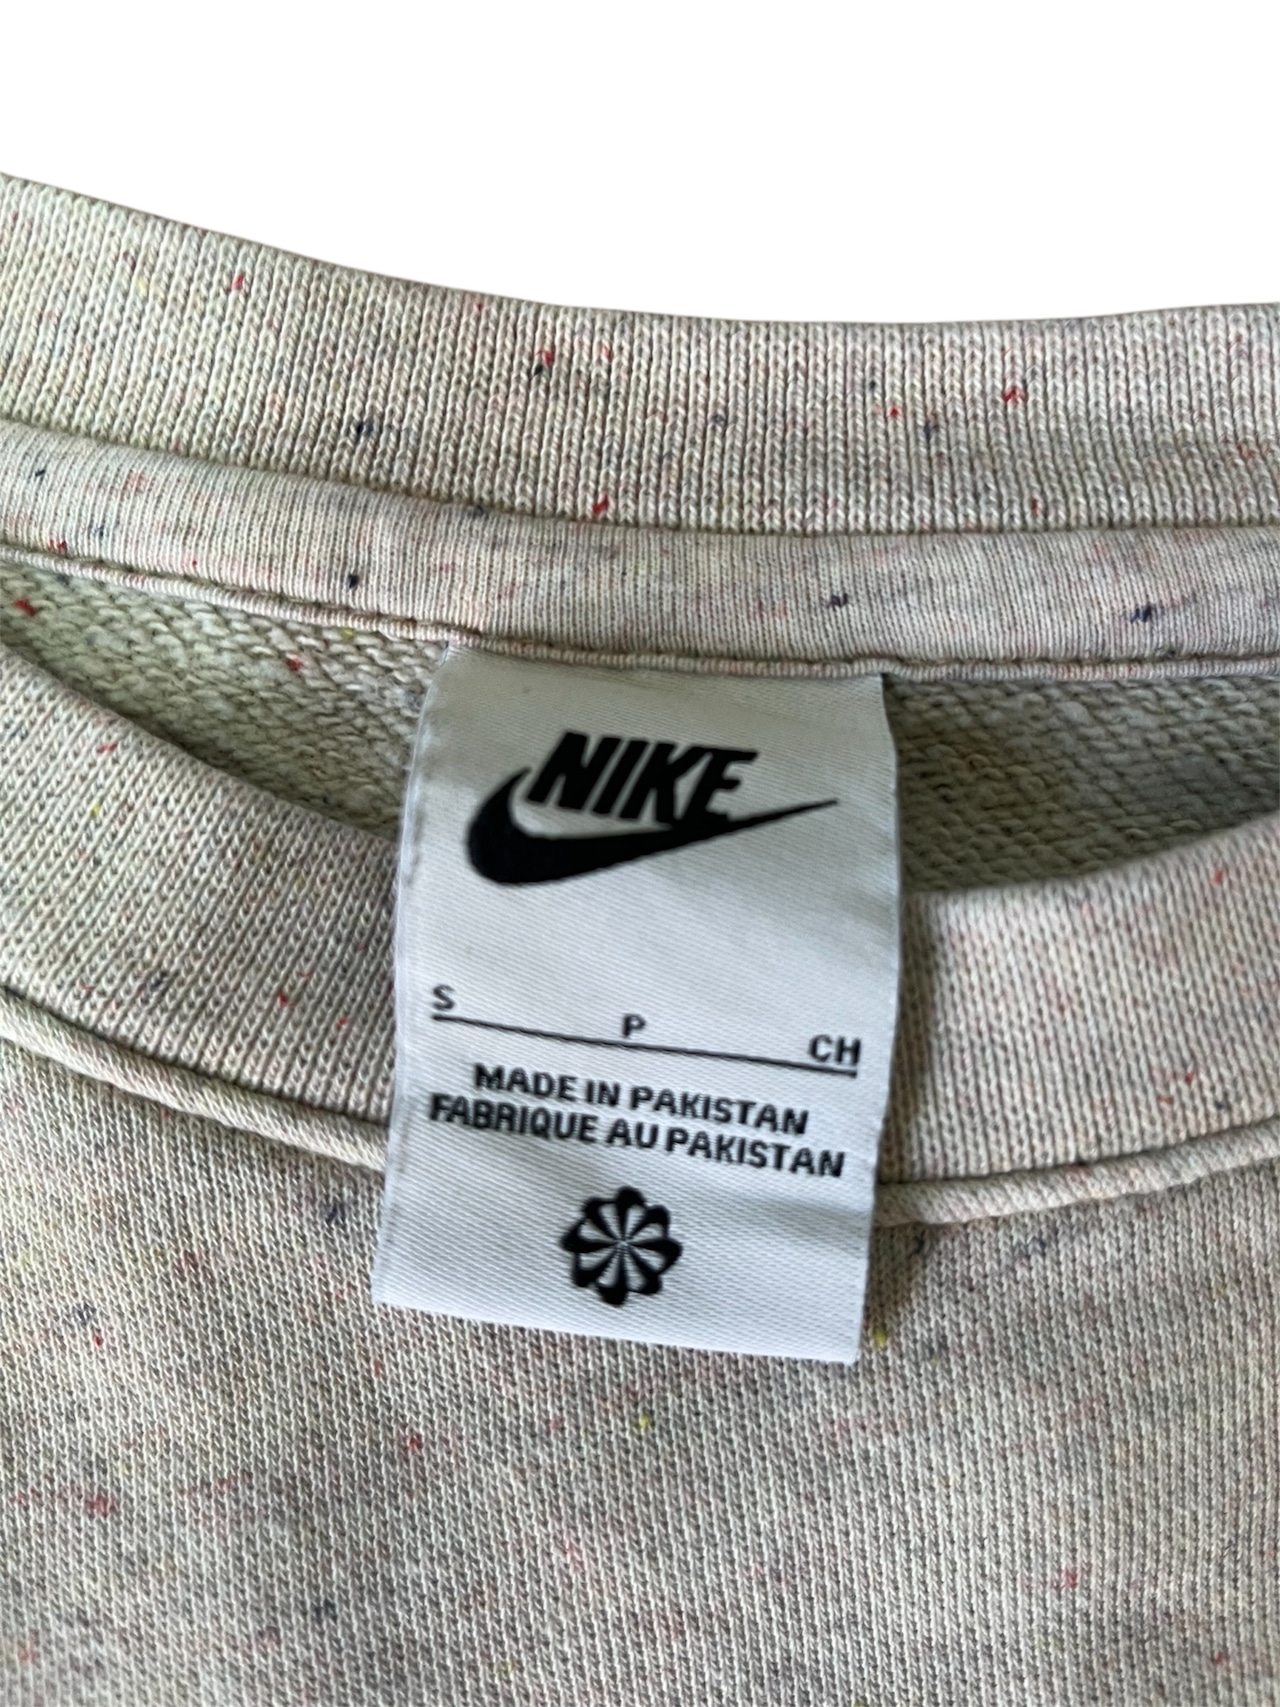 NIKE
S P CH
MADE IN PAKISTAN
FABRIQUE AU PAKISTAN